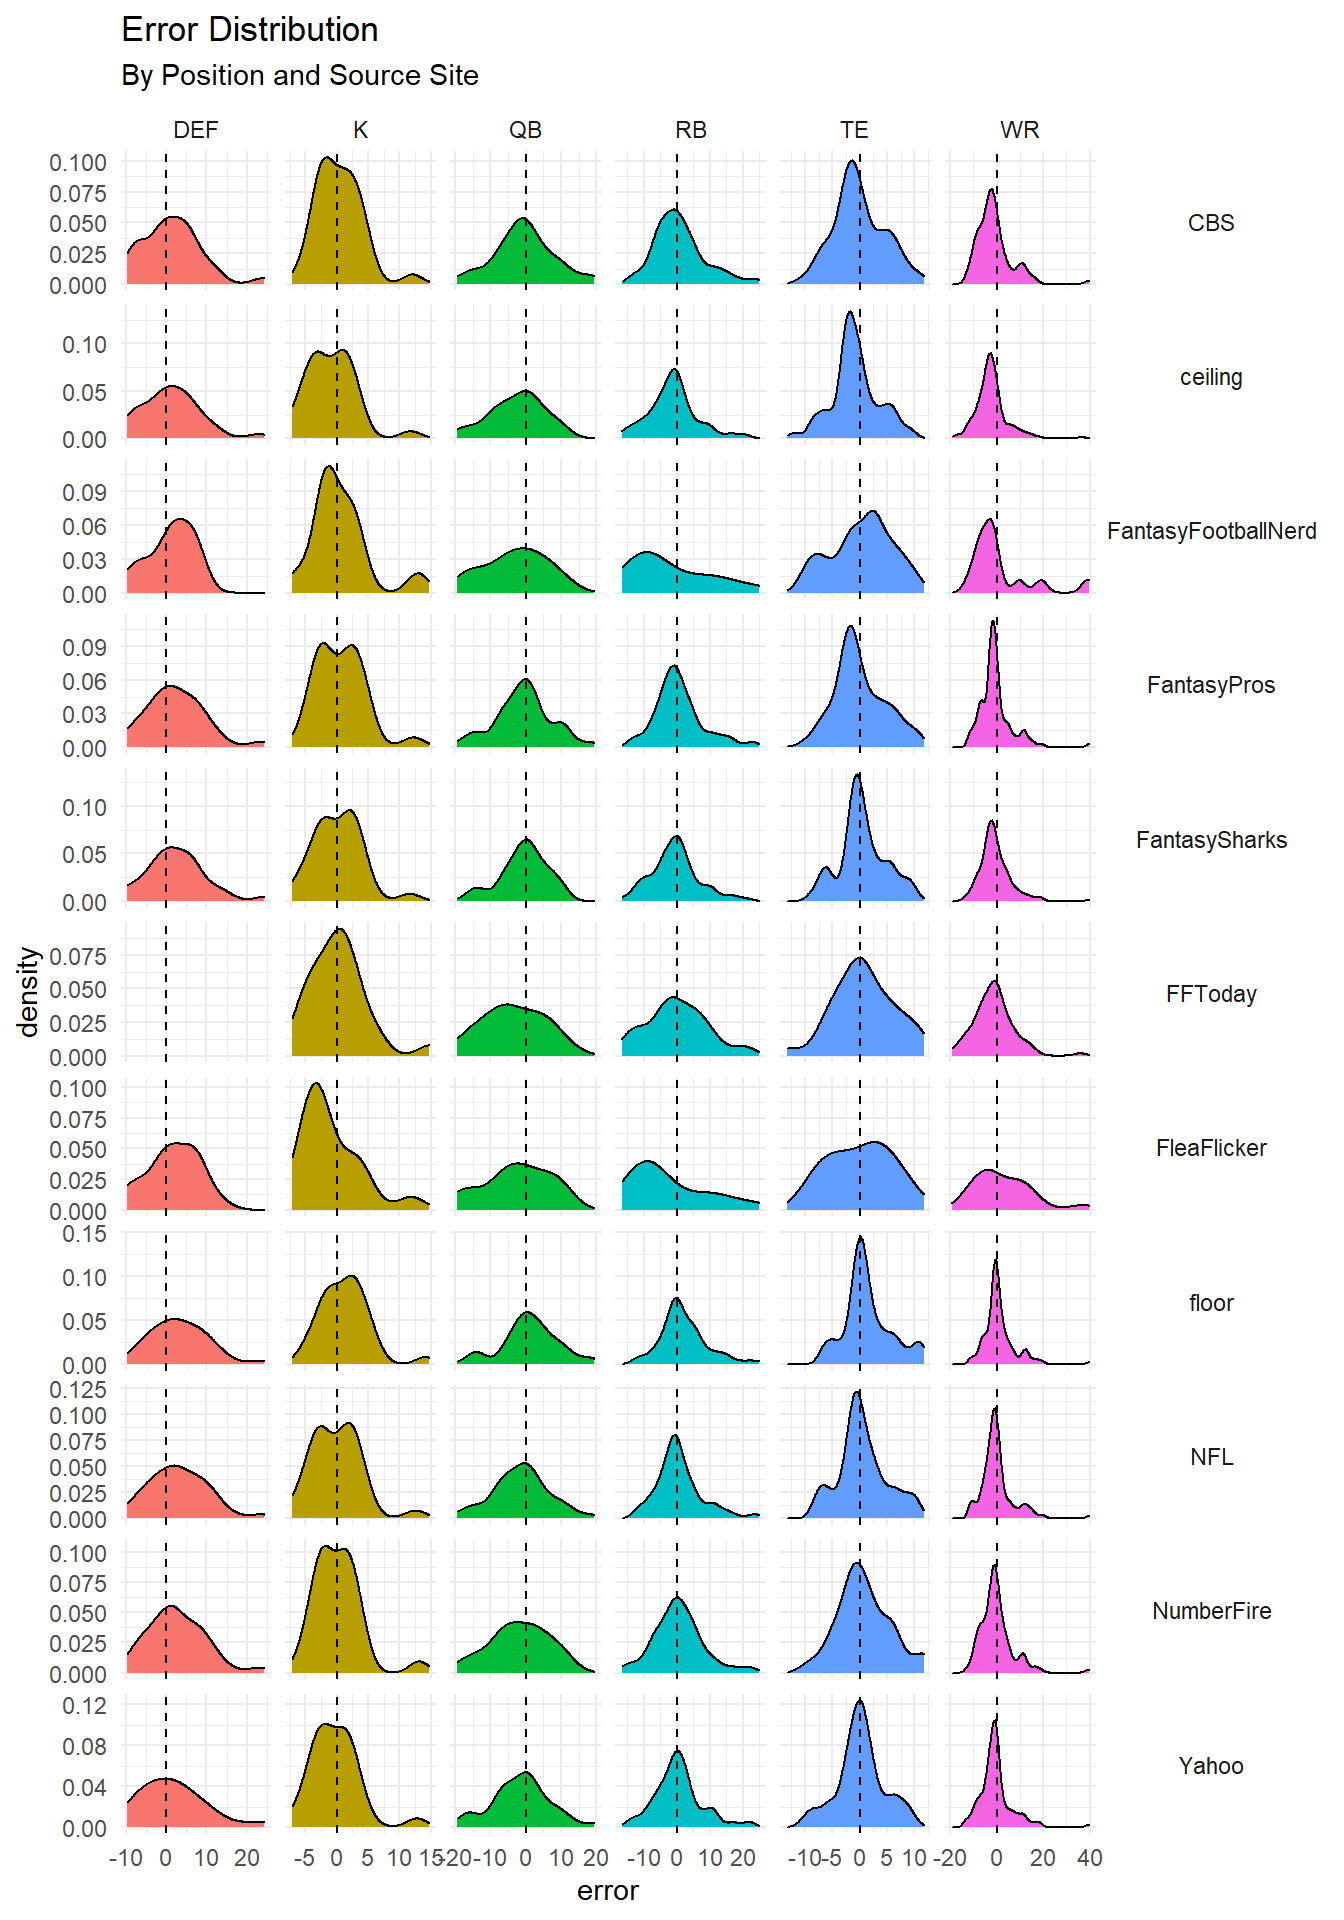 Error Distribution
By Position and Source Site
DEF K QB RB TE WR
0.100
0.075
0.050
0.025
0.000
CBS
0.10
0.05
0.00
ceiling
0.09
0.06
0.03
0.00
FantasyFootballNerd
0.09
0.06
0.03
0.00
FantasyPros
0.10
0.05
0.00
FantasySharks
density
0.075
0.050
0.025
0.000
FFToday
0.100
0.075
0.050
0.025
0.000
FleaFlicker
0.15
0.10
0.05
0.00
floor
0.125
0.100
0.075
0.050
0.025
0.000
NFL
0.100
0.075
0.050
0.025
0.000
NumberFire
0.12
0.08
0.04
0.00
Yahoo
-10 0 10 20 -5 0 5 10 15 -20 -10 0 10 20 -10 0 10 20 -10 -5 0 5 10 -20 0 20 40
error